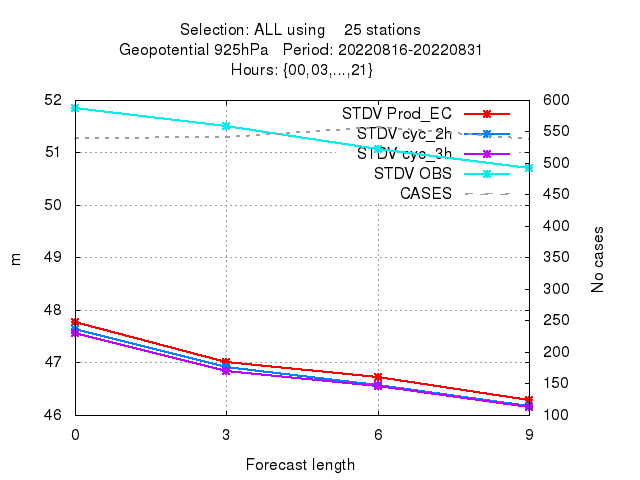 Selection: ALL using 25 stations
Geopotential 925hPa Period: 20220816-20220831
Hours: {00,03,...,21}
52 600
STDV Prod_EC
550
STDV cyc_2h
51
STDV cyc_3h
500
STDV OBS
450
CASES
50
400
49
350
m
No cases
300
48
250
200
47
150
46 100
0 3 6 9
Forecast length